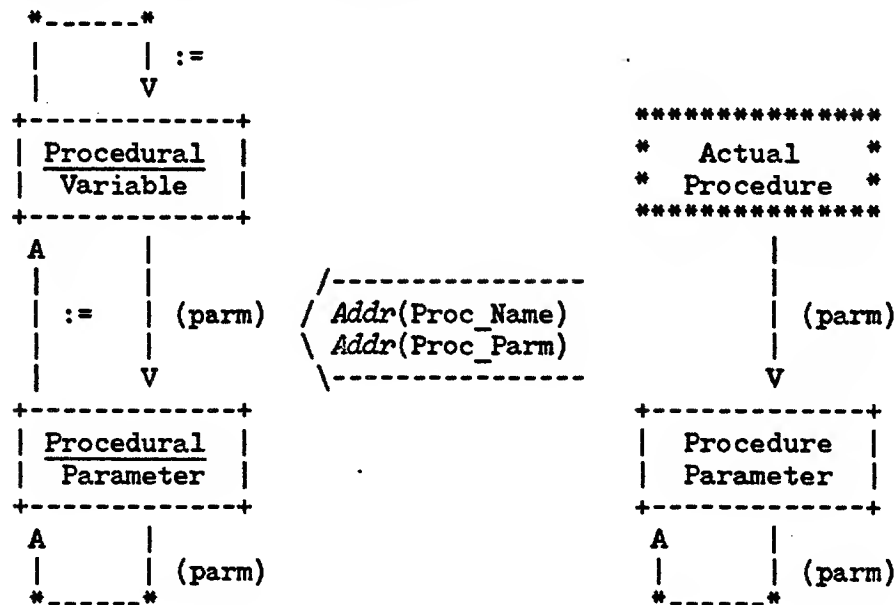 :=
Procedural
Variable
Actual
Procedure
:=
(parm)
Addr(Proc_Name)
Addr(Proc_Parm)
(parm)
Procedural
Parameter
Procedure
Parameter
(parm)
(parm)